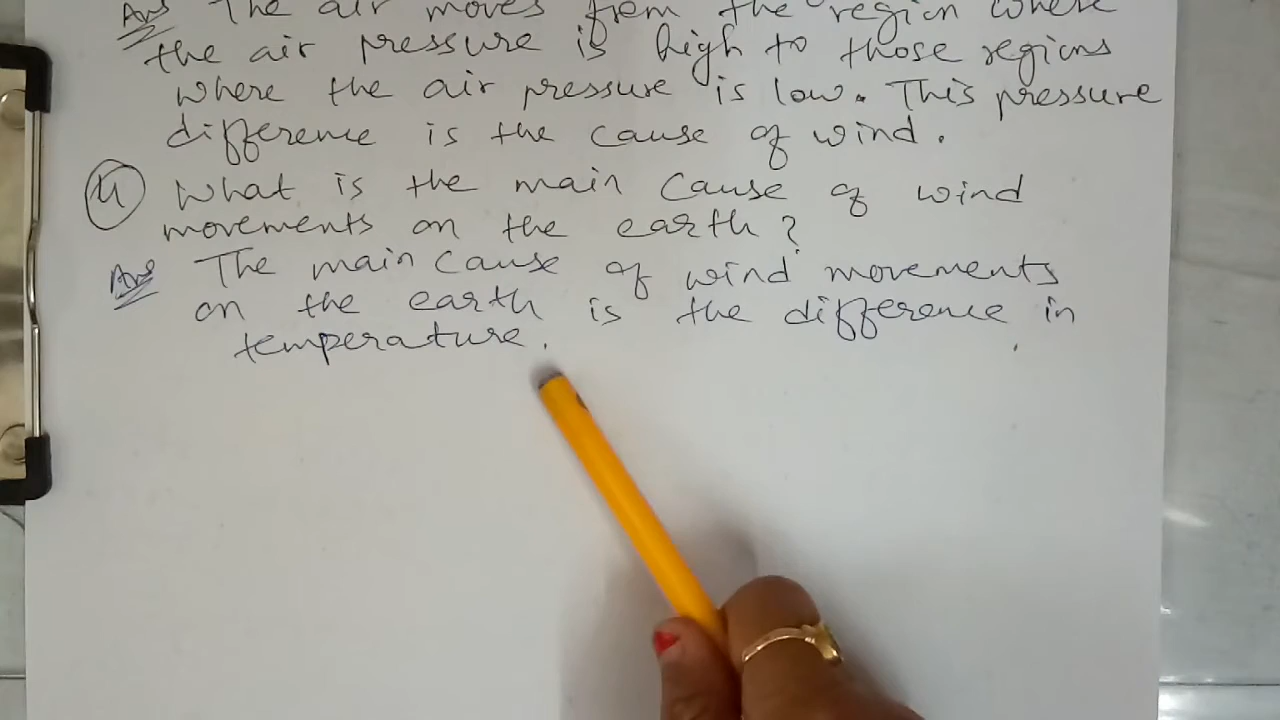 Ans The air moves from the region where
the air pressure is high to those regions
where the air pressure is low. This pressure
difference is the cause of wind.
4 What is the main cause of wind
movements on the earth?
Ans The main cause of wind movements
on the earth is the difference in
temperature.